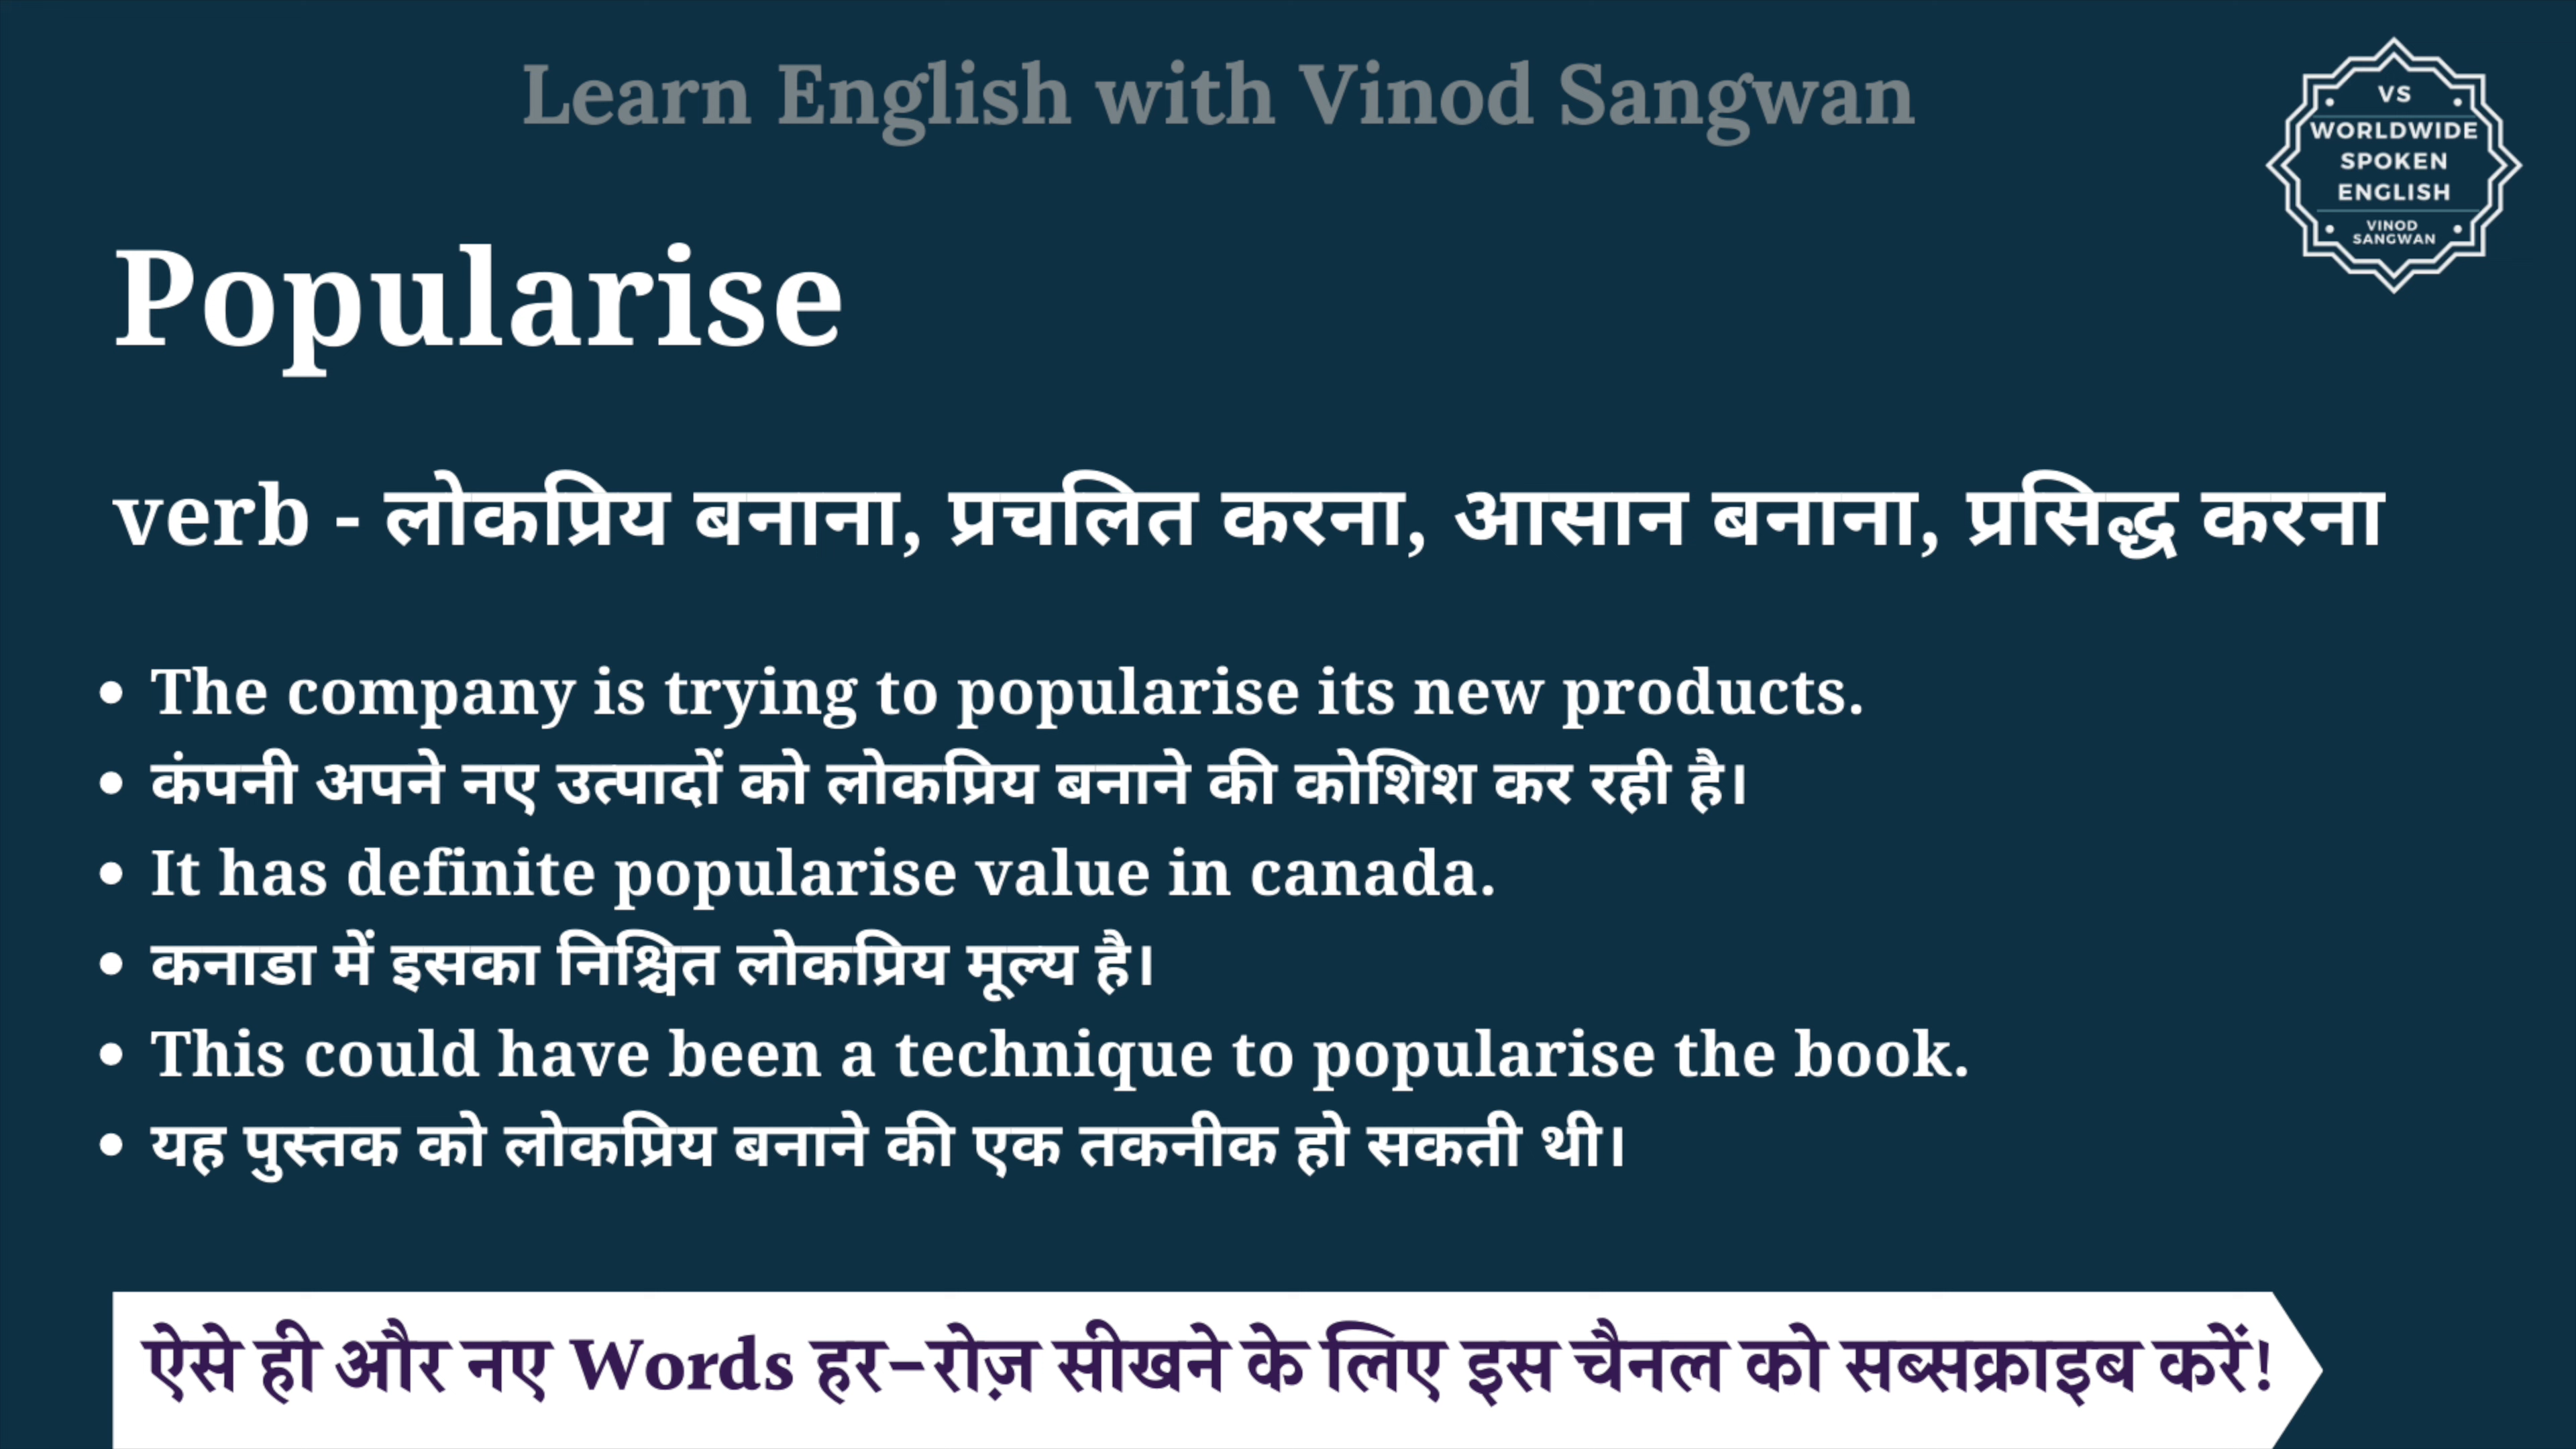 Learn English with Vinod Sangwan
VS
WORLDWIDE
SPOKEN
ENGLISH
VINOD
SANGWAN
Popularise
verb - लोकप्रिय बनाना, प्रचलित करना, आसान बनाना, प्रसिद्ध करना
• The company is trying to popularise its new products.
• कंपनी अपने नए उत्पादों को लोकप्रिय बनाने की कोशिश कर रही है।
• It has definite popularise value in canada.
• कनाडा में इसका निश्चित लोकप्रिय मूल्य है।
• This could have been a technique to popularise the book.
• यह पुस्तक को लोकप्रिय बनाने की एक तकनीक हो सकती थी।
ऐसे ही और नए Words हर-रोज़ सीखने के लिए इस चैनल को सब्सक्राइब करें!